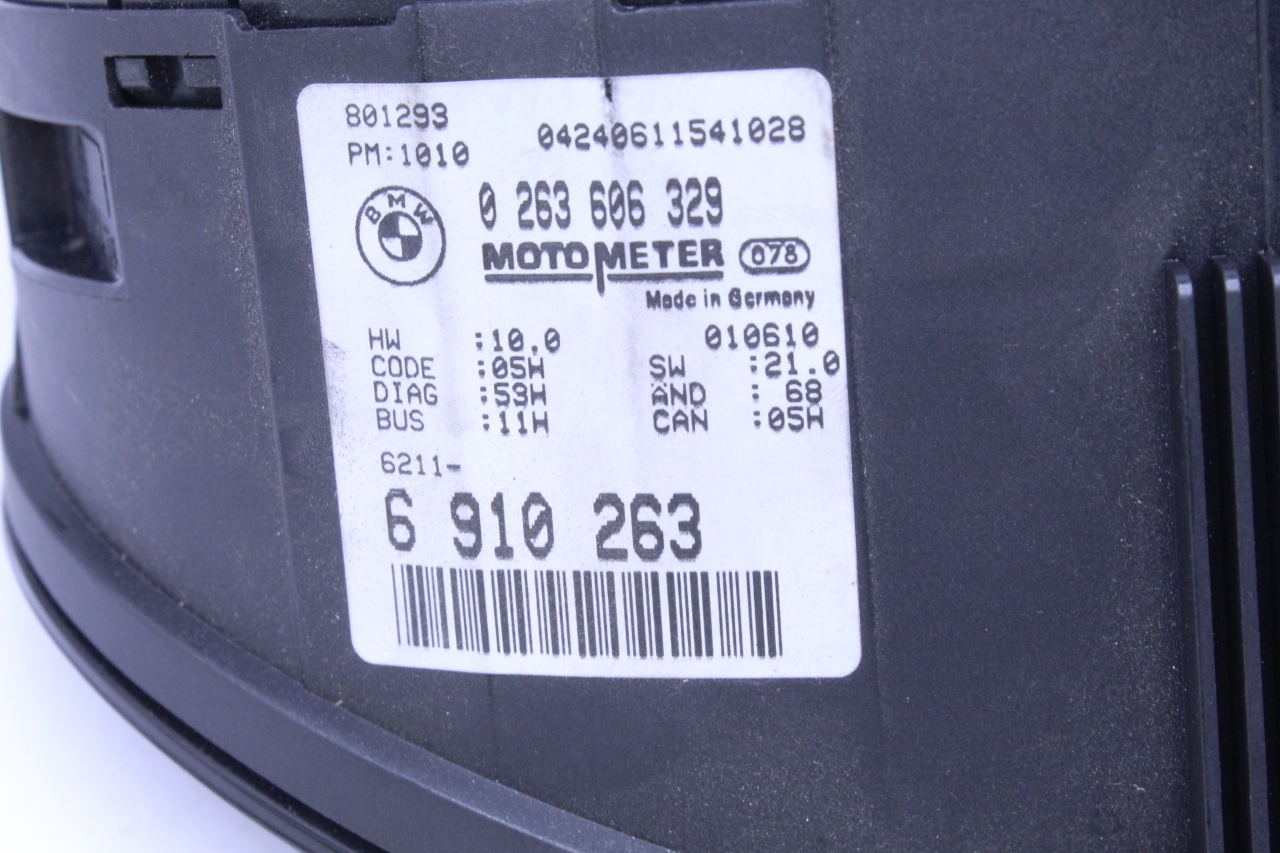 801293
04240611541028
PM:1010
BMW
0 263 606 329
MOTOMETER 078
Made in Germany
HW :10.0 010610
CODE :05H SW :21.0
DIAG :53H ÄND : 68
BUS :11H CAN :05H
6211-
6 910 263